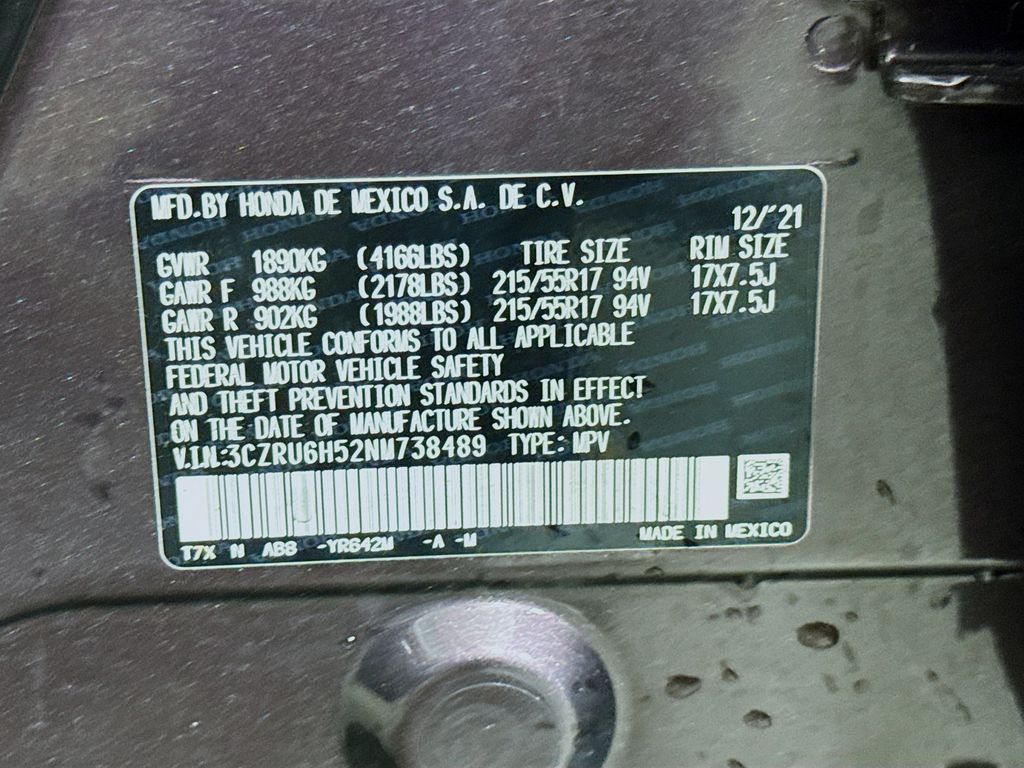 MFD.BY HONDA DE MEXICO S.A. DE C.V.
12/'21
GVWR 1890KG (4166LBS) TIRE SIZE RIM SIZE
GAWR F 988KG (2178LBS) 215/55R17 94V 17X7.5J
GAWR R 902KG (1988LBS) 215/55R17 94V 17X7.5J
THIS VEHICLE CONFORMS TO ALL APPLICABLE
FEDERAL MOTOR VEHICLE SAFETY
AND THEFT PREVENTION STANDARDS IN EFFECT
ON THE DATE OF MANUFACTURE SHOWN ABOVE.
V.I.N:3CZRU6H52NM738489 TYPE: MPV
T7X N AB8 -YR642M -A -M MADE IN MEXICO